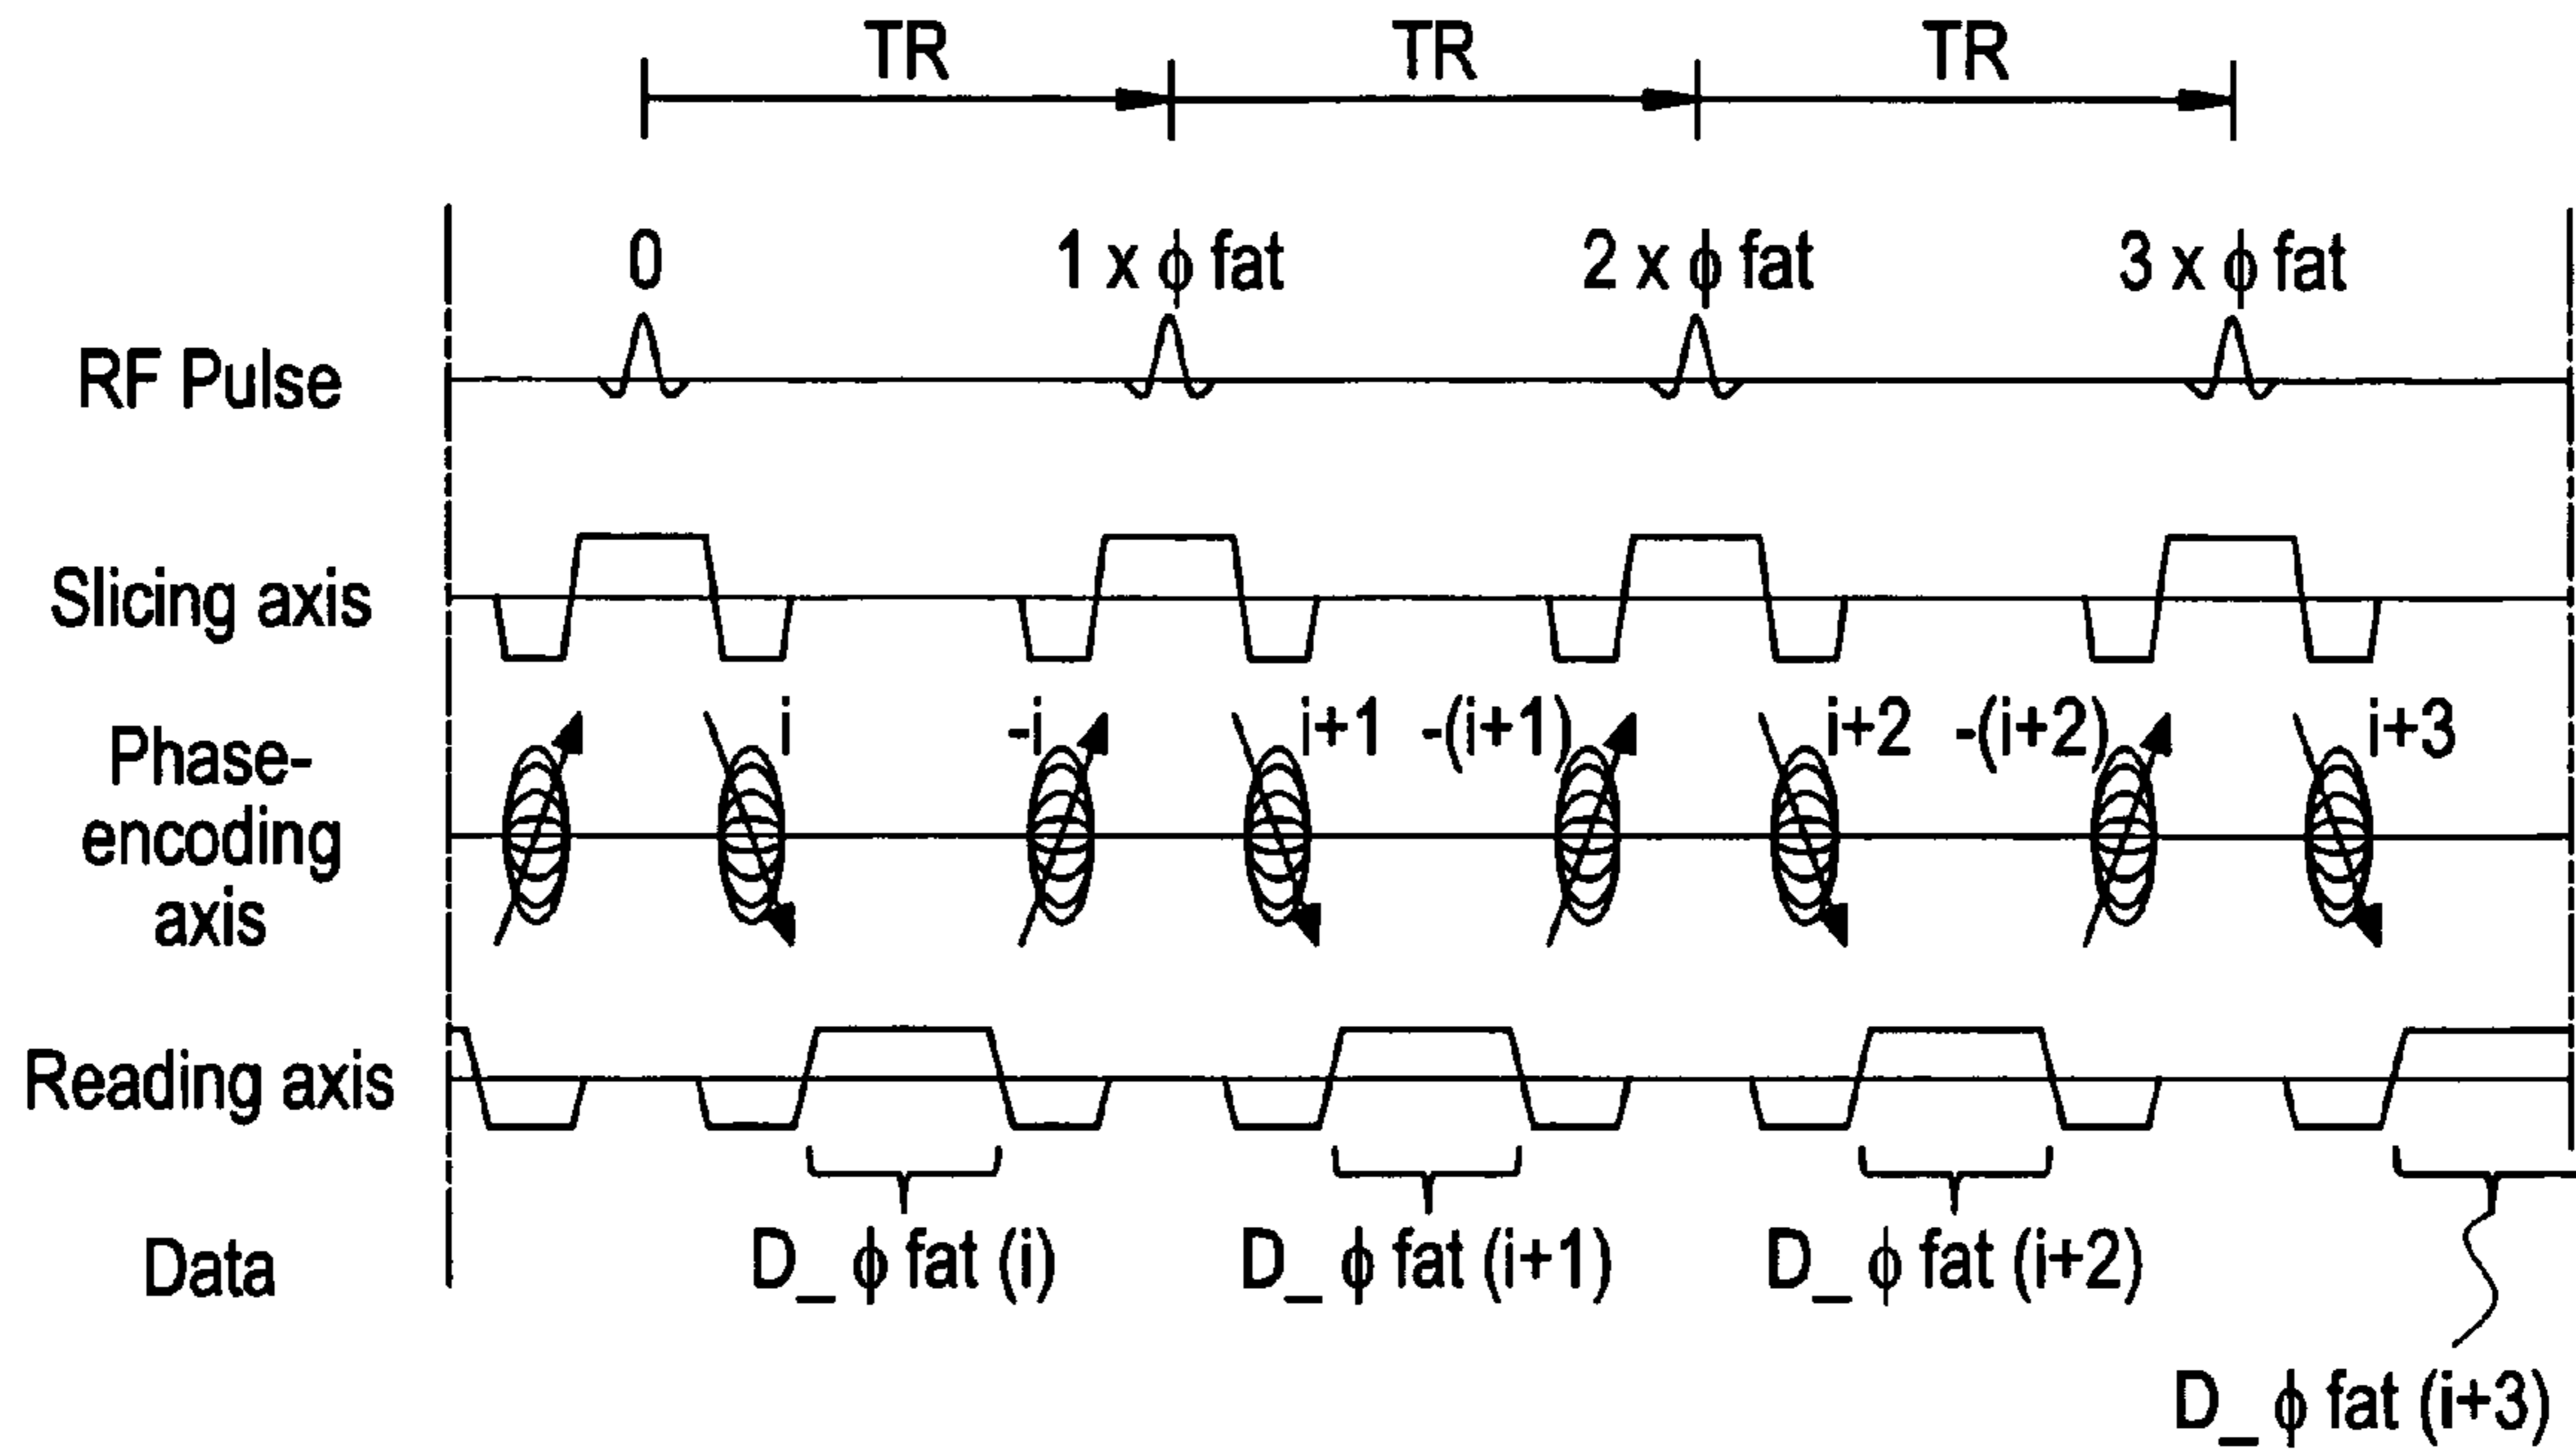 TR TR TR
0 1 x ϕ fat 2 x ϕ fat 3 x ϕ fat
RF Pulse
Slicing axis
i -i i+1 -(i+1) i+2 -(i+2) i+3
Phase-
encoding
axis
Reading axis
Data D_ ϕ fat (i) D_ ϕ fat (i+1) D_ ϕ fat (i+2)
D_ ϕ fat (i+3)